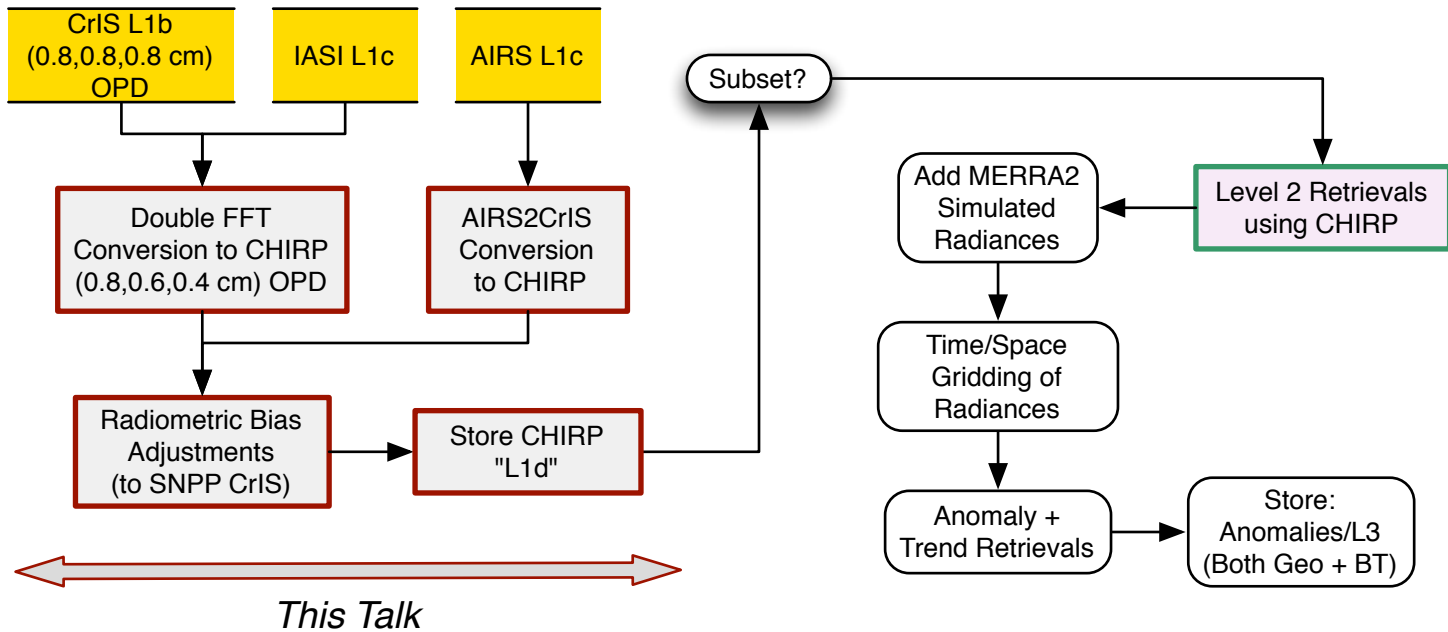 CrIS L1b
(0.8,0.8,0.8 cm)
OPD
IASI L1c
AIRS L1c
Double FFT
Conversion to CHIRP
(0.8,0.6,0.4 cm) OPD
AIRS2CrIS
Conversion
to CHIRP
Radiometric Bias
Adjustments
(to SNPP CrIS)
Store CHIRP
"L1d"
This Talk
Subset?
Level 2 Retrievals
using CHIRP
Add MERRA2
Simulated
Radiances
Time/Space
Gridding of
Radiances
Anomaly +
Trend Retrievals
Store:
Anomalies/L3
(Both Geo + BT)